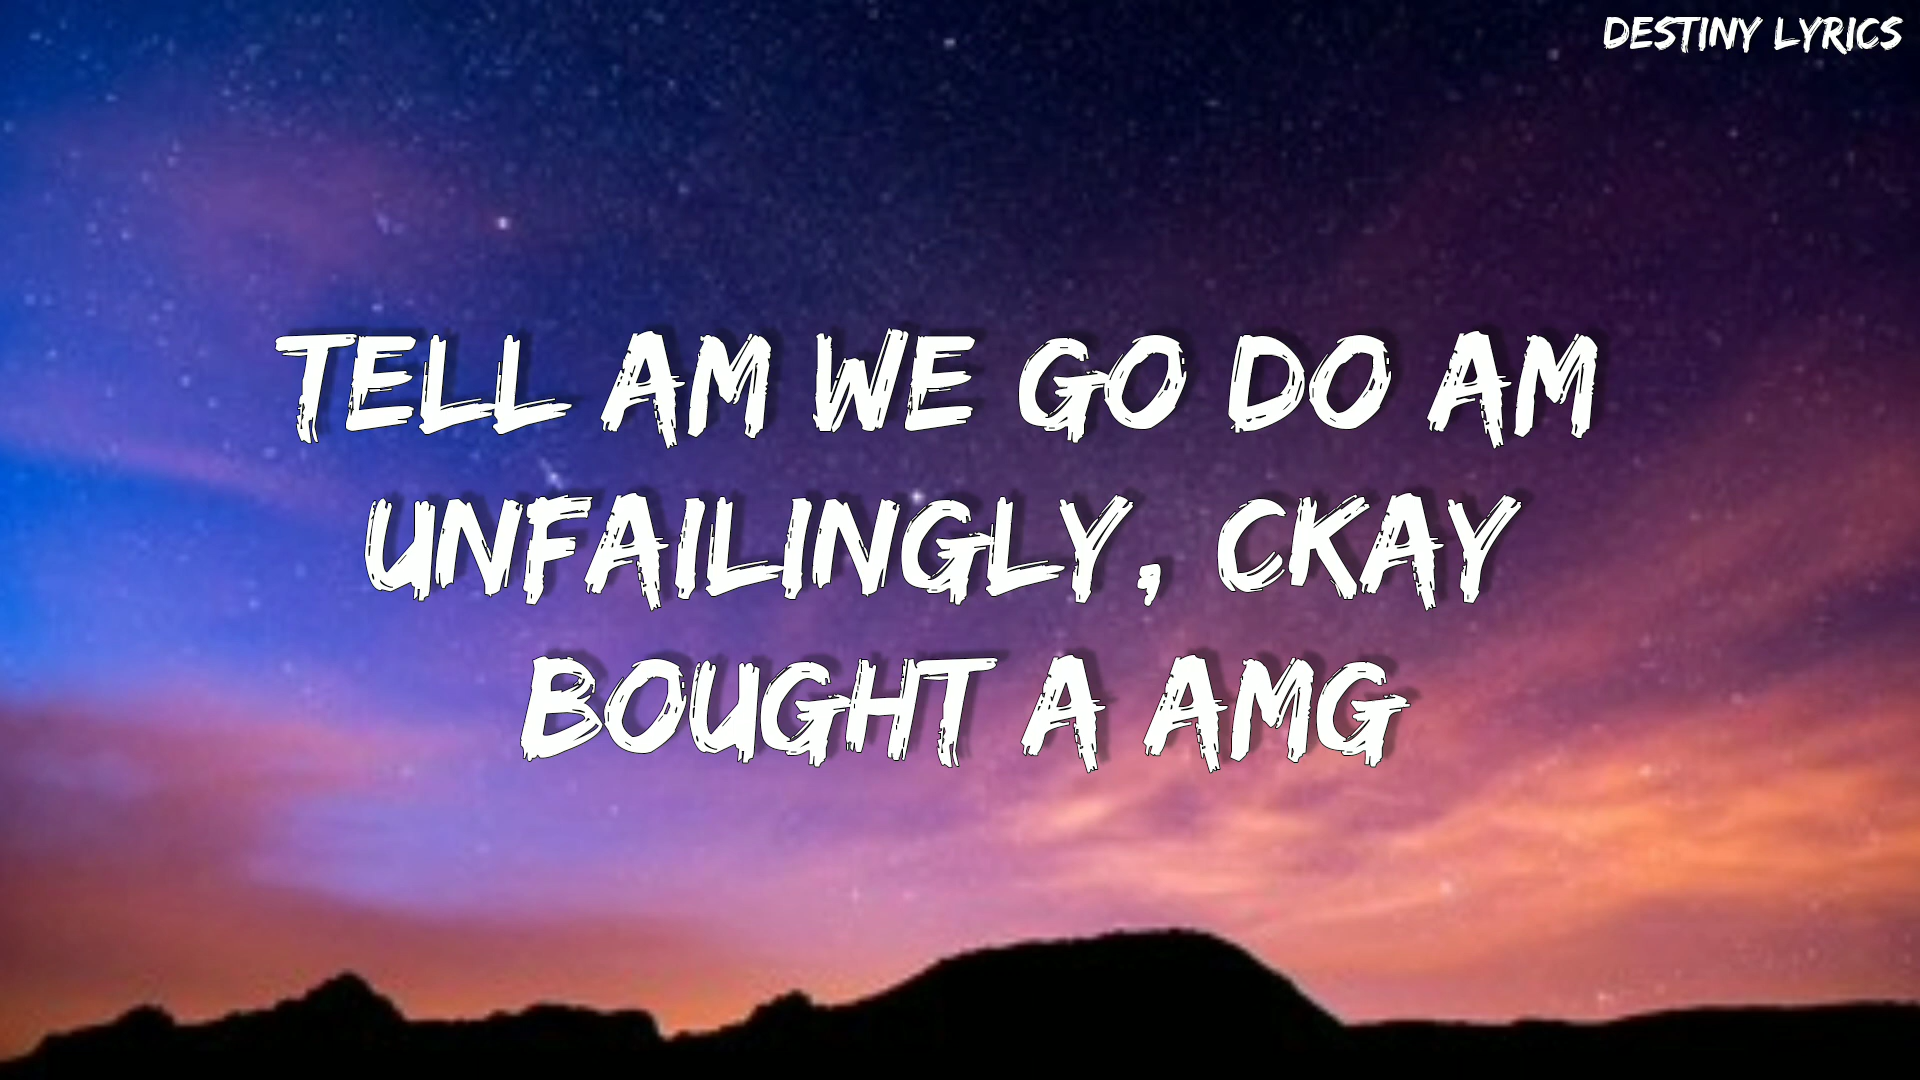 DESTINY LYRICS
TELL AM WE GO DO AM
UNFAILINGLY, CKAY
BOUGHT A AMG